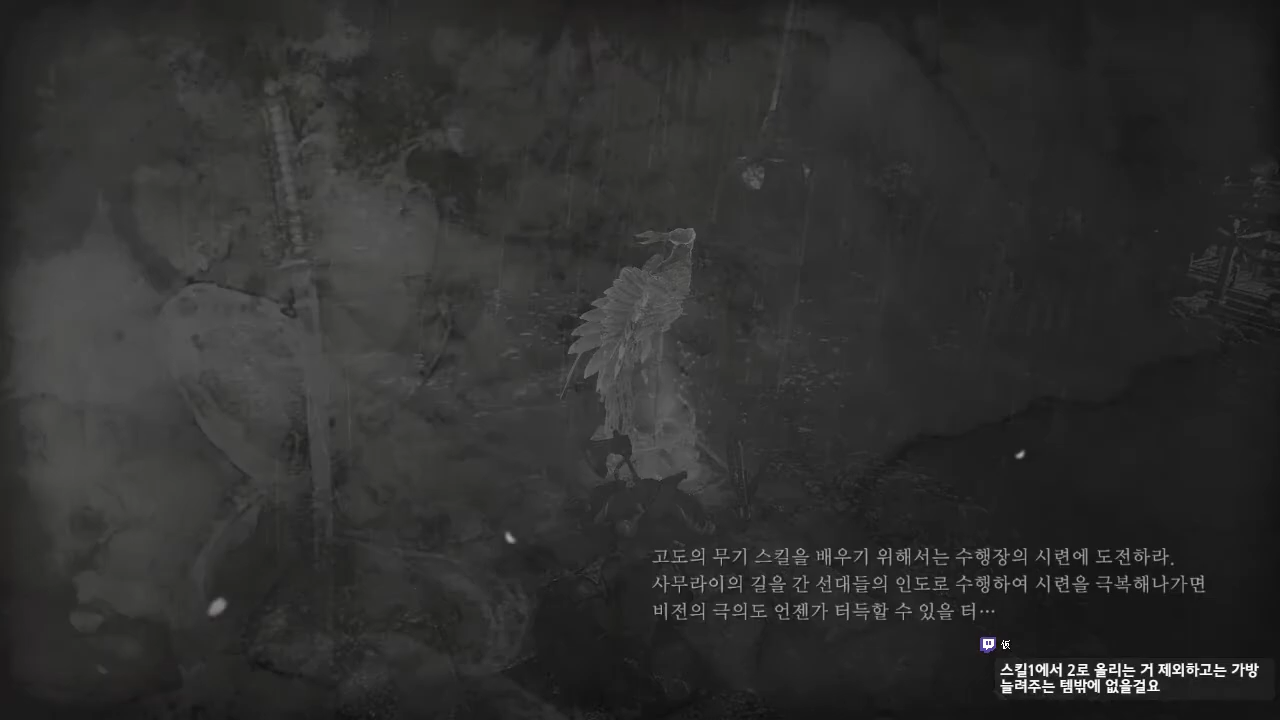 고도의 무기 스킬을 배우기 위해서는 수행장의 시련에 도전하라.
사무라이의 길을 간 선대들의 인도로 수행하여 시련을 극복해나가면
비전의 극의도 언젠가 터득할 수 있을 터…
仮
스킬1에서 2로 올리는 거 제외하고는 가방
늘려주는 템밖에 없을걸요